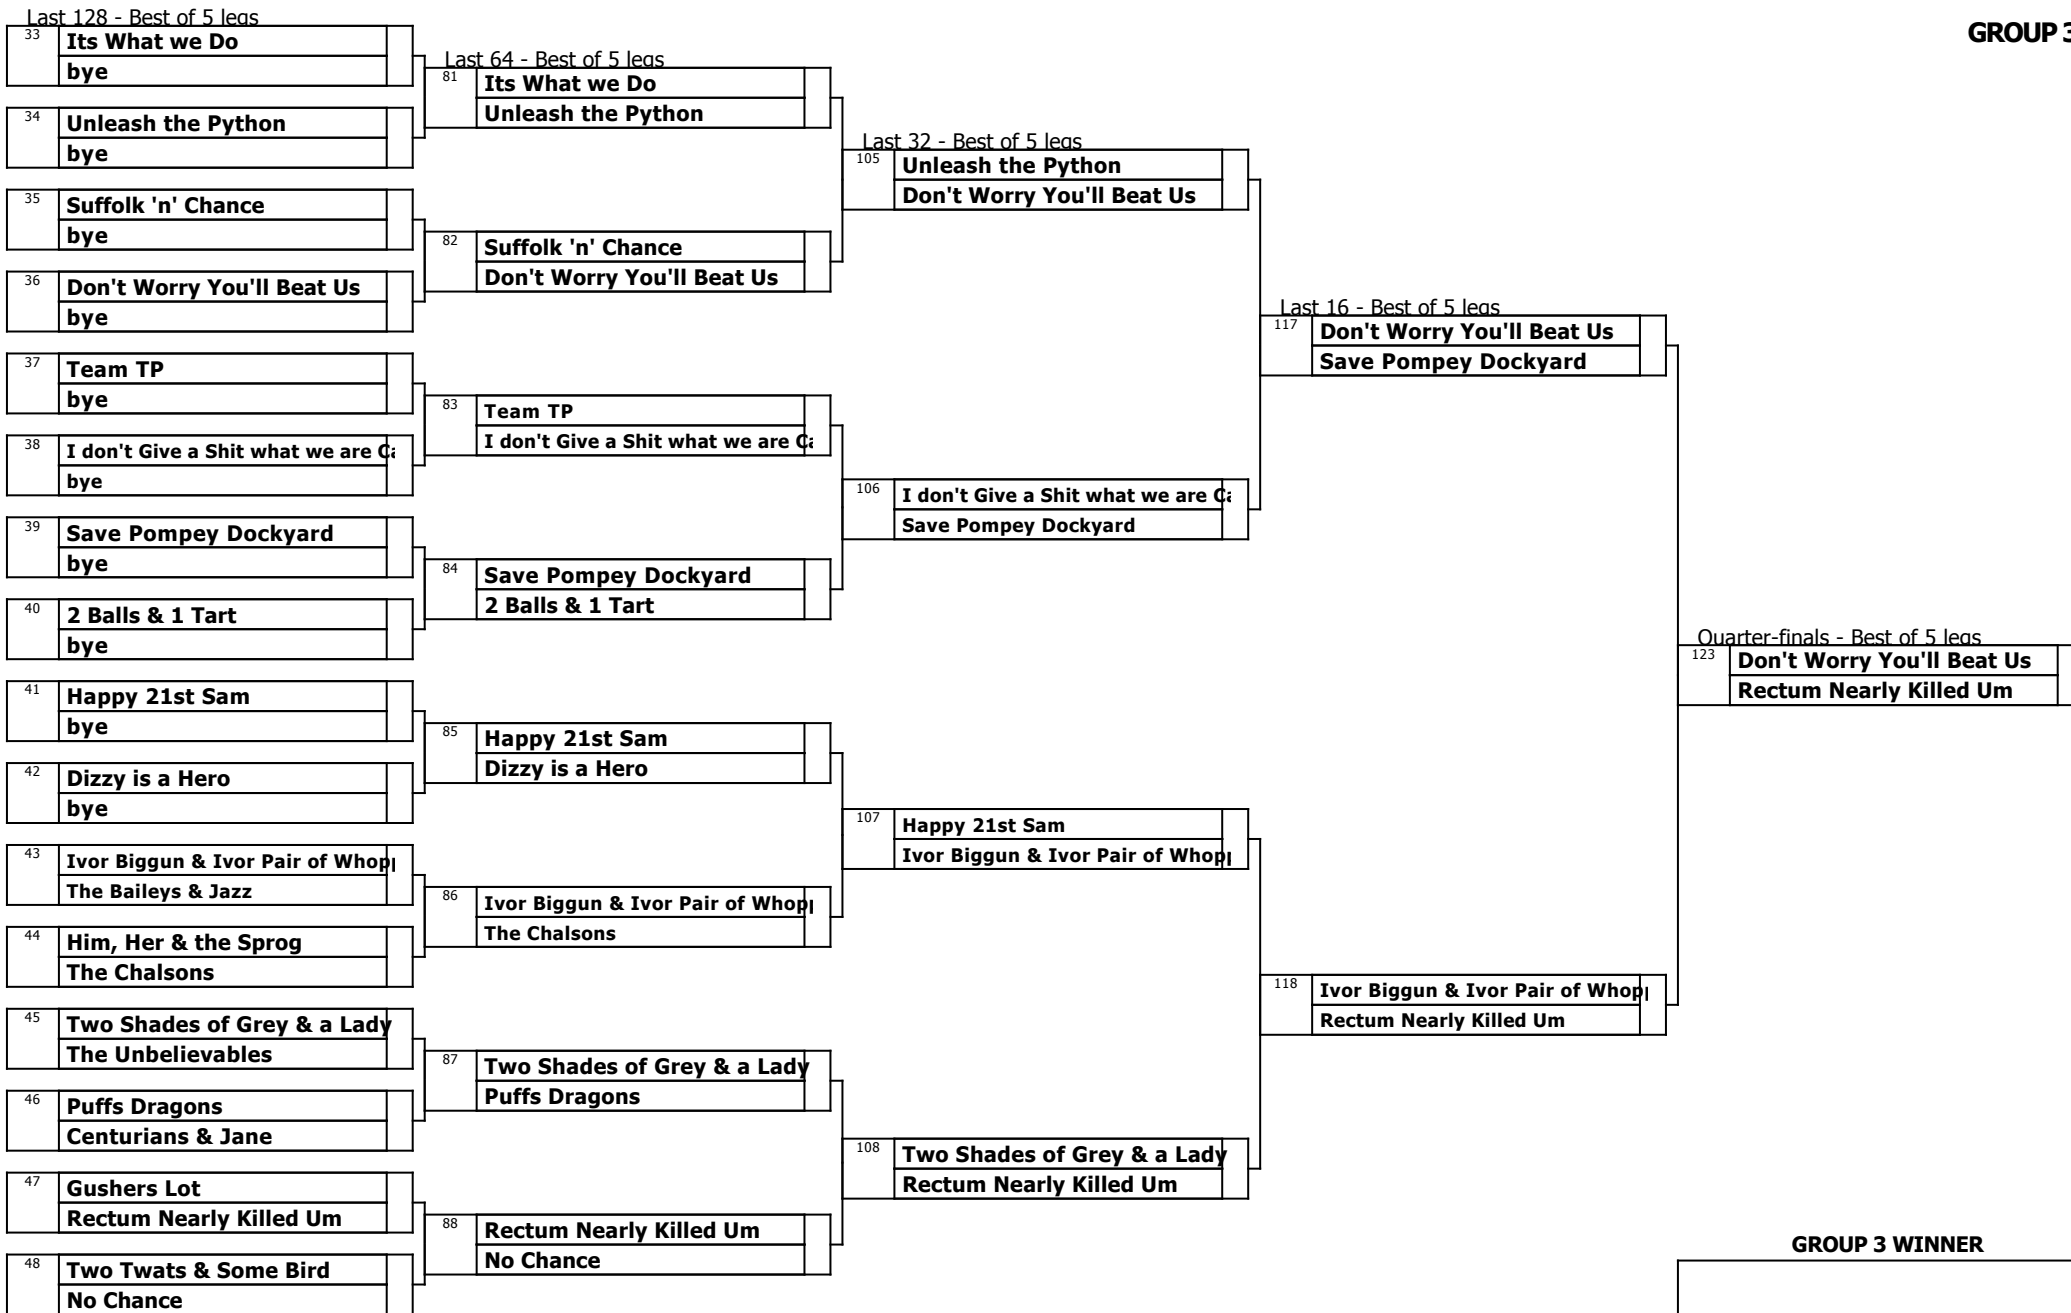 Last 128 - Best of 5 legs
GROUP 3
33
Its What we Do
bye
34
Unleash the Python
bye
35
Suffolk 'n' Chance
bye
36
Don't Worry You'll Beat Us
bye
37
Team TP
bye
38
I don't Give a Shit what we are Ca
bye
39
Save Pompey Dockyard
bye
40
2 Balls & 1 Tart
bye
41
Happy 21st Sam
bye
42
Dizzy is a Hero
bye
43
Ivor Biggun & Ivor Pair of Whopp
The Baileys & Jazz
44
Him, Her & the Sprog
The Chalsons
45
Two Shades of Grey & a Lady
The Unbelievables
46
Puffs Dragons
Centurians & Jane
47
Gushers Lot
Rectum Nearly Killed Um
48
Two Twats & Some Bird
No Chance
Last 64 - Best of 5 legs
81
Its What we Do
Unleash the Python
82
Suffolk 'n' Chance
Don't Worry You'll Beat Us
83
Team TP
I don't Give a Shit what we are Ca
84
Save Pompey Dockyard
2 Balls & 1 Tart
85
Happy 21st Sam
Dizzy is a Hero
86
Ivor Biggun & Ivor Pair of Whopp
The Chalsons
87
Two Shades of Grey & a Lady
Puffs Dragons
88
Rectum Nearly Killed Um
No Chance
Last 32 - Best of 5 legs
105
Unleash the Python
Don't Worry You'll Beat Us
106
I don't Give a Shit what we are Ca
Save Pompey Dockyard
107
Happy 21st Sam
Ivor Biggun & Ivor Pair of Whopp
108
Two Shades of Grey & a Lady
Rectum Nearly Killed Um
Last 16 - Best of 5 legs
117
Don't Worry You'll Beat Us
Save Pompey Dockyard
118
Ivor Biggun & Ivor Pair of Whopp
Rectum Nearly Killed Um
Quarter-finals - Best of 5 legs
123
Don't Worry You'll Beat Us
Rectum Nearly Killed Um
GROUP 3 WINNER